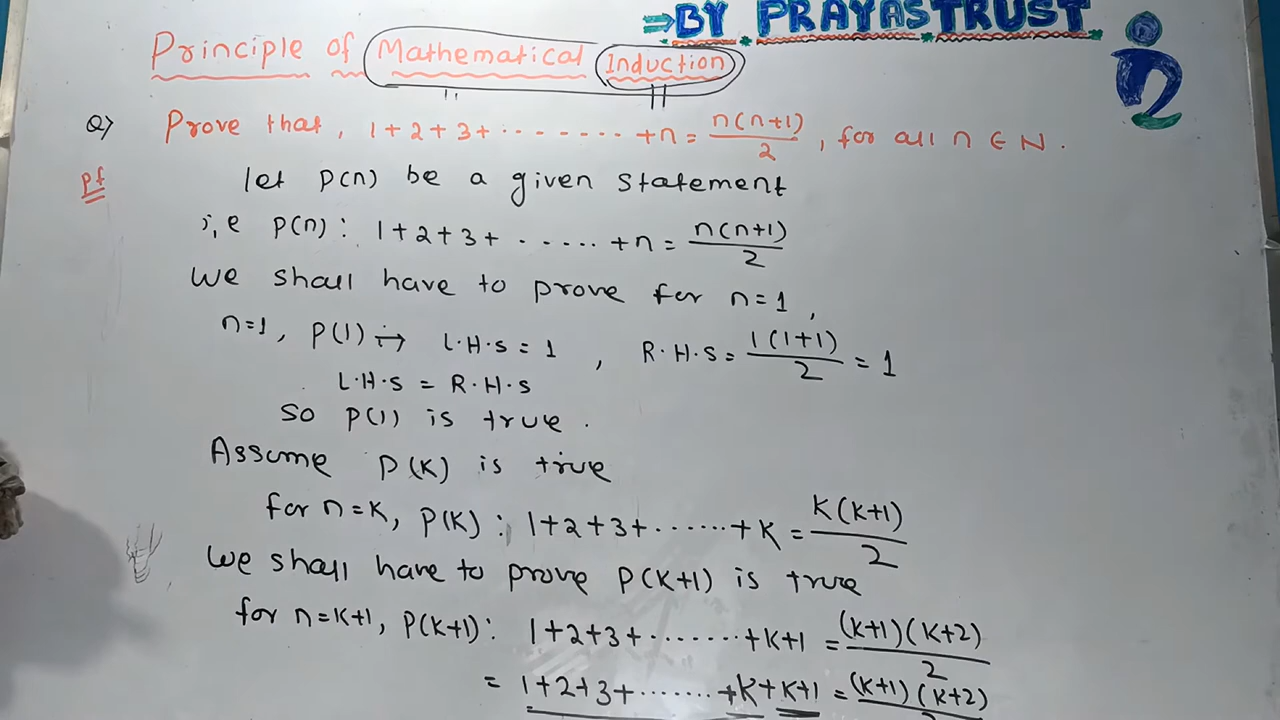 ⇒BY PRAYAS TRUST
Principle of Mathematical Induction
Q) Prove that, 1+2+3+........+n = n(n+1)/2, for all n ∈ N.
Pf let P(n) be a given statement
i,e P(n): 1+2+3+......+n = n(n+1)/2
We shall have to prove for n=1,
n=1, P(1) ↦ L.H.S = 1, R.H.S = 1(1+1)/2 = 1
L.H.S = R.H.S
So P(1) is true.
Assume P(K) is true
for n=K, P(K): 1+2+3+.......+K = K(K+1)/2
We shall have to prove P(K+1) is true
for n=K+1, P(K+1): 1+2+3+........+K+1 = (K+1)(K+2)/2
= 1+2+3+.......+K+K+1 = (K+1)(K+2)/2